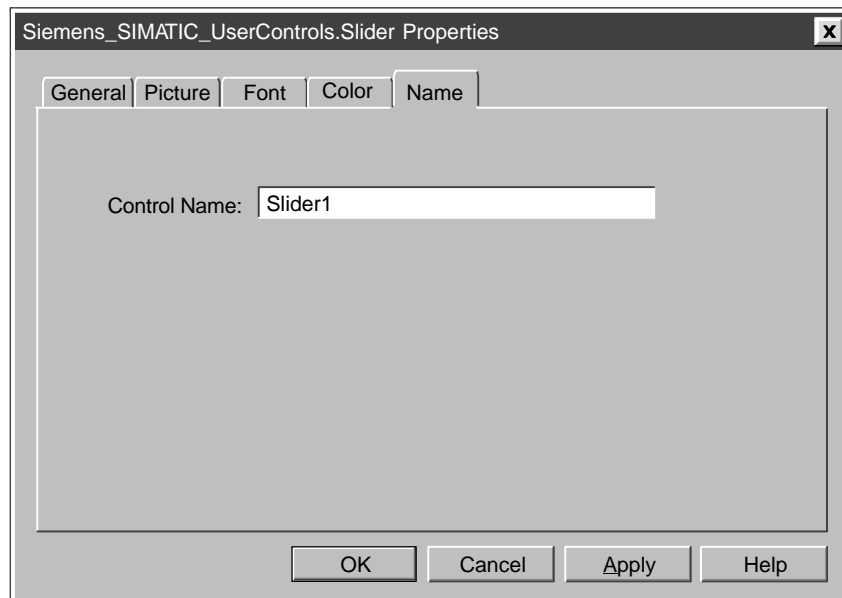 Siemens_SIMATIC_UserControls.Slider Properties
X
General Picture Font Color Name
Control Name: Slider1
OK Cancel Apply Help